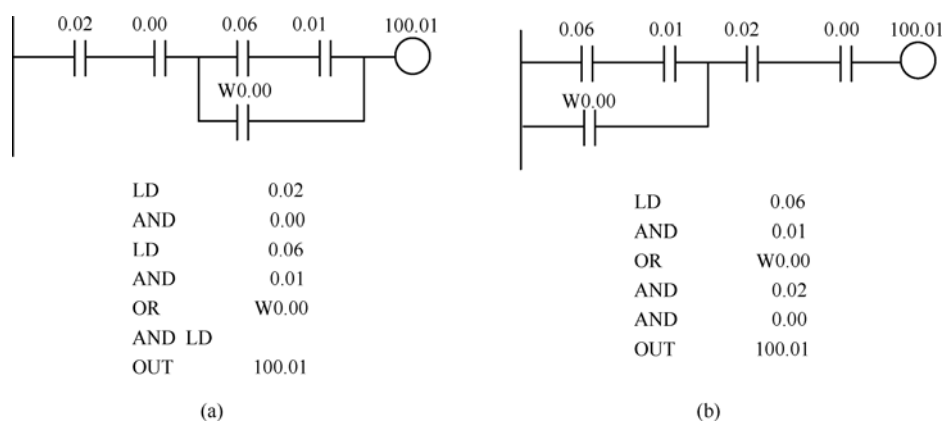 0.02 0.00 0.06 0.01 100.01
W0.00
LD 0.02
AND 0.00
LD 0.06
AND 0.01
OR W0.00
AND LD
OUT 100.01
(a)
0.06 0.01 0.02 0.00 100.01
W0.00
LD 0.06
AND 0.01
OR W0.00
AND 0.02
AND 0.00
OUT 100.01
(b)